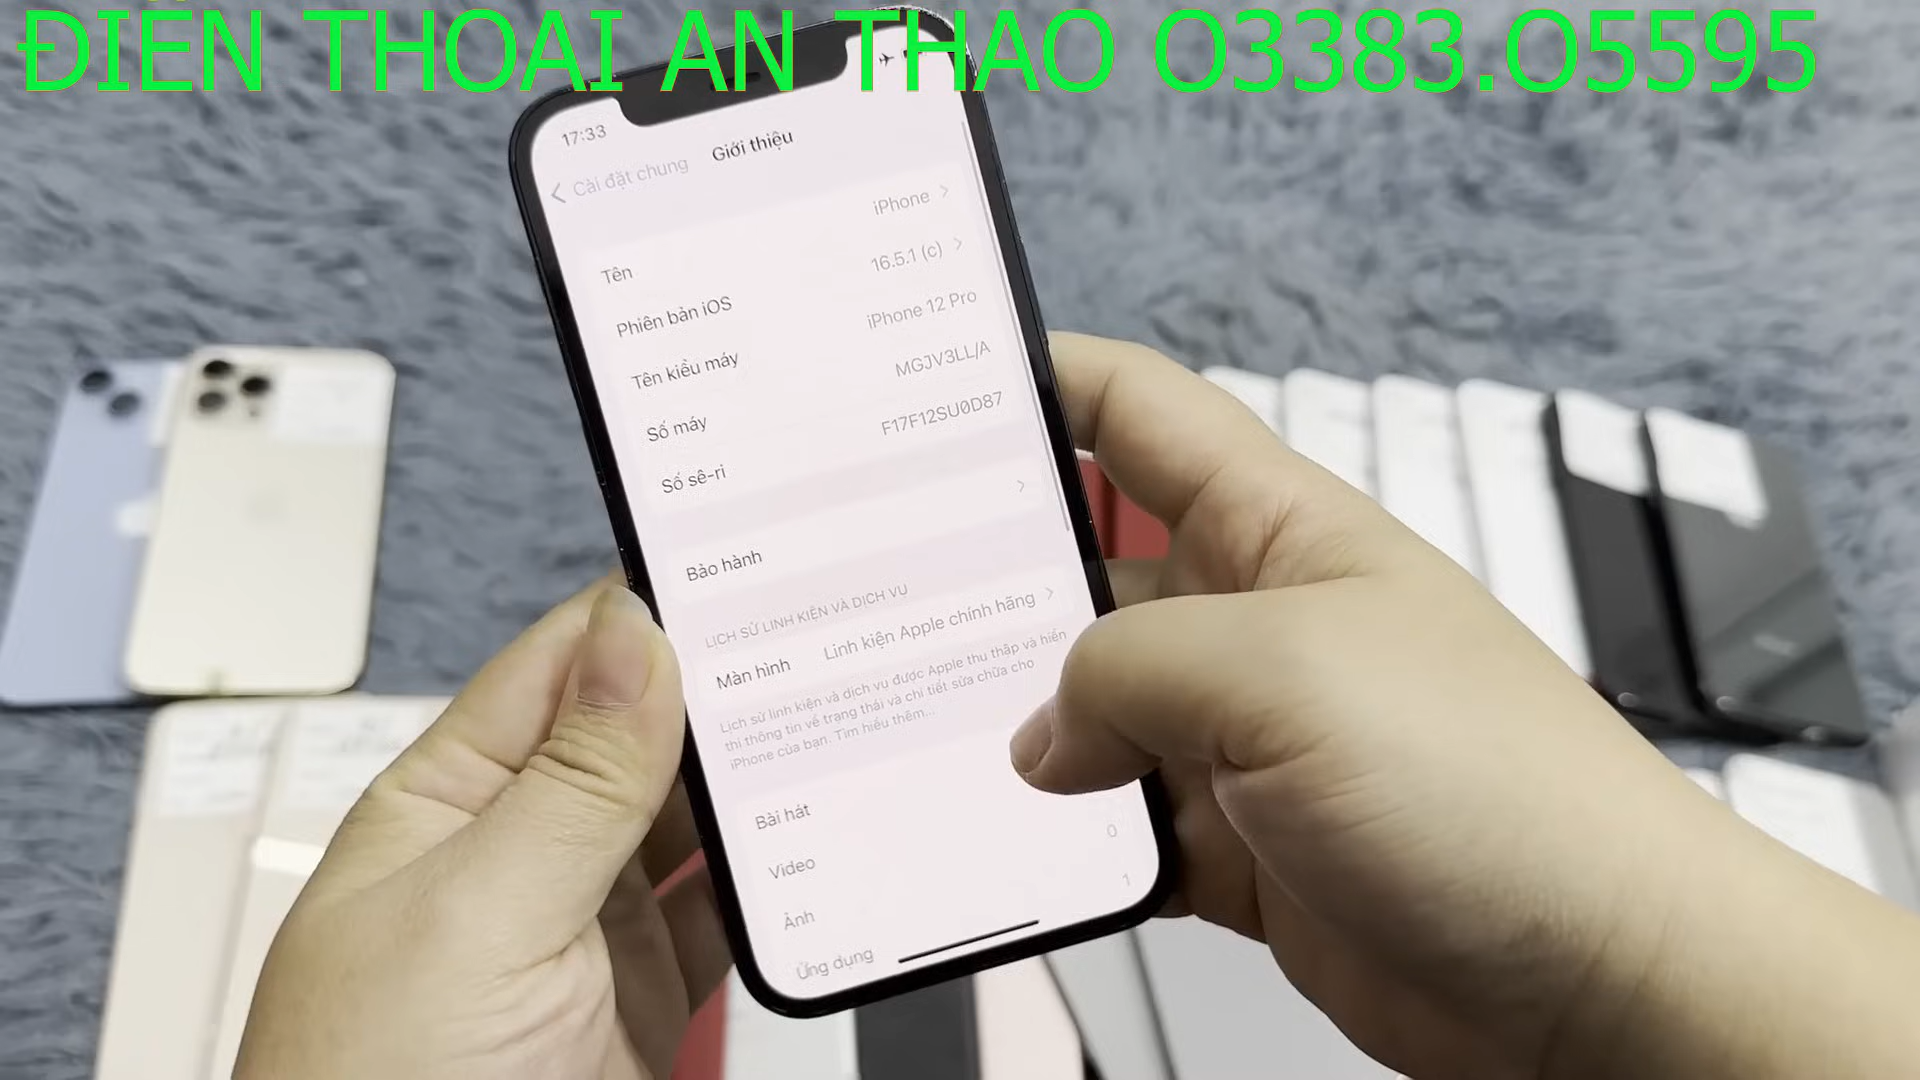 ĐIỆN THOẠI AN THAO O3383.O5595
17:33
Cài đặt chung Giới thiệu
Tên iPhone
Phiên bản iOS 16.5.1 (c)
Tên kiểu máy iPhone 12 Pro
Số máy MGJV3LL/A
Số sê-ri F17F12SU0D87
Bảo hành
LỊCH SỬ LINH KIỆN VÀ DỊCH VỤ
Màn hình Linh kiện Apple chính hãng
Lịch sử linh kiện và dịch vụ được Apple thu thập và hiển
thị thông tin về trạng thái và chi tiết sửa chữa cho
iPhone của bạn. Tìm hiểu thêm...
Bài hát
Video 0
Ảnh 1
Ứng dụng